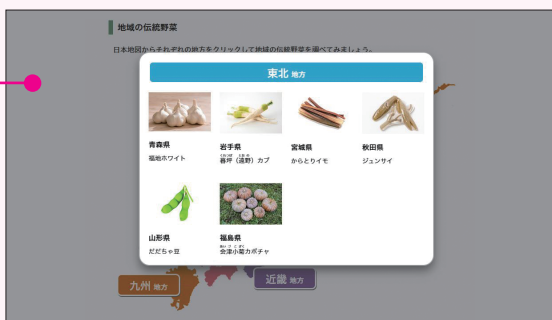 地域の伝統野菜
日本地図からそれぞれの地方をクリックして地域の伝統野菜を調べてみましょう。
東北 地方
青森県
福地ホワイト
岩手県
暮坪（遠野）カブ
宮城県
からとりイモ
秋田県
ジュンサイ
山形県
だだちゃ豆
福島県
会津小菊カボチャ
九州 地方
近畿 地方